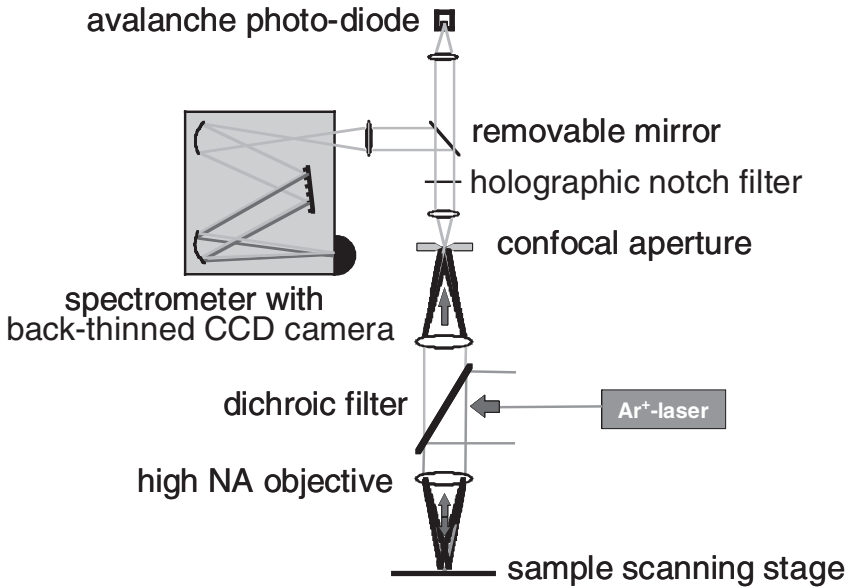 avalanche photo-diode
removable mirror
holographic notch filter
confocal aperture
spectrometer with
back-thinned CCD camera
dichroic filter
Ar⁺-laser
high NA objective
sample scanning stage